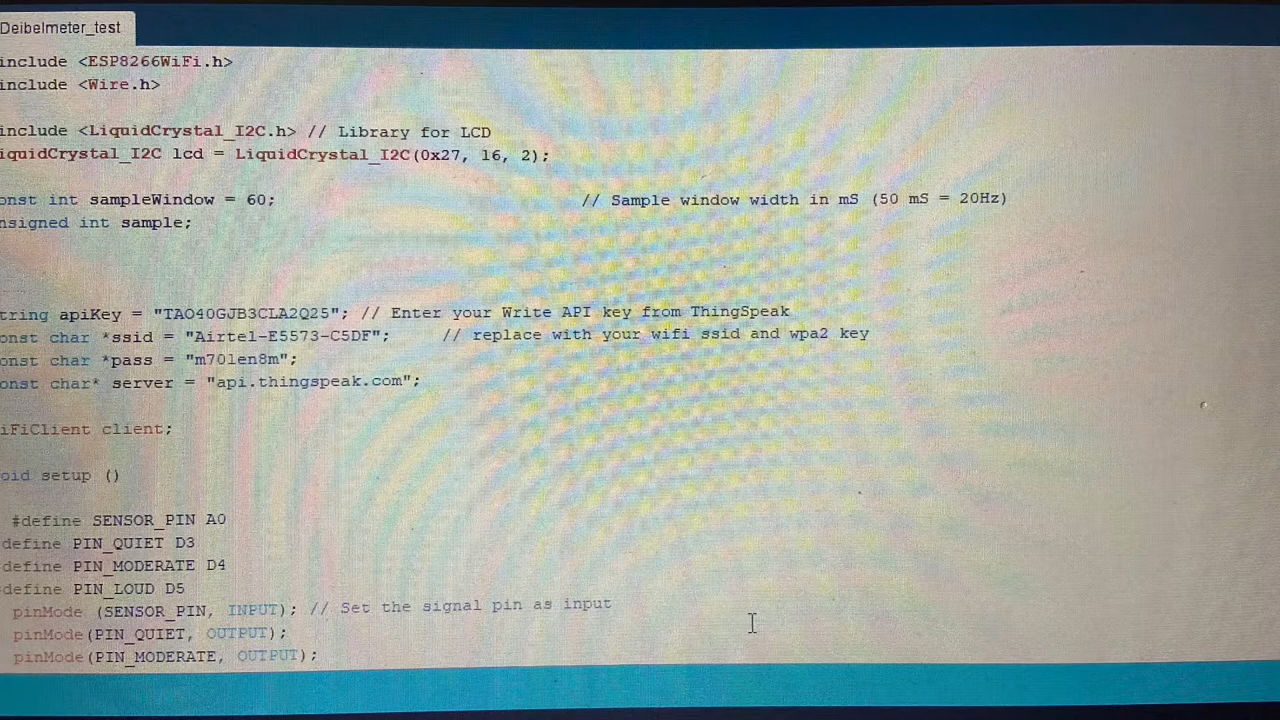 Deibelmeter_test
include <ESP8266WiFi.h>
include <Wire.h>
include <LiquidCrystal_I2C.h> // Library for LCD
iquidCrystal_I2C lcd = LiquidCrystal_I2C(0x27, 16, 2);
onst int sampleWindow = 60; // Sample window width in mS (50 mS = 20Hz)
nsigned int sample;
tring apiKey = "TAO40GJB3CLA2Q25"; // Enter your Write API key from ThingSpeak
onst char *ssid = "Airtel-E5573-C5DF"; // replace with your wifi ssid and wpa2 key
onst char *pass = "m70len8m";
onst char* server = "api.thingspeak.com";
iFiClient client;
oid setup ()
#define SENSOR_PIN A0
define PIN_QUIET D3
define PIN_MODERATE D4
define PIN_LOUD D5
pinMode (SENSOR_PIN, INPUT); // Set the signal pin as input
pinMode(PIN_QUIET, OUTPUT);
pinMode(PIN_MODERATE, OUTPUT);